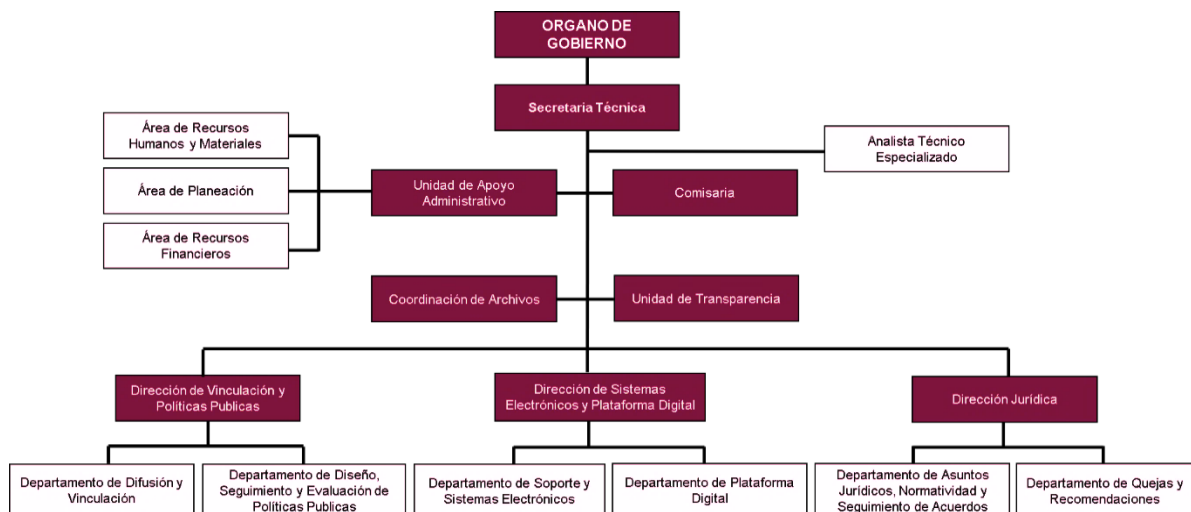 ORGANO DE
GOBIERNO
Secretaria Técnica
Área de Recursos
Humanos y Materiales
Analista Técnico
Especializado
Área de Planeación
Unidad de Apoyo
Administrativo
Comisaria
Área de Recursos
Financieros
Coordinación de Archivos
Unidad de Transparencia
Dirección de Vinculación y
Políticas Publicas
Dirección de Sistemas
Electrónicos y Plataforma Digital
Dirección Jurídica
Departamento de Difusión y
Vinculación
Departamento de Diseño,
Seguimiento y Evaluación de
Políticas Publicas
Departamento de Soporte y
Sistemas Electrónicos
Departamento de Plataforma
Digital
Departamento de Asuntos
Jurídicos, Normatividad y
Seguimiento de Acuerdos
Departamento de Quejas y
Recomendaciones